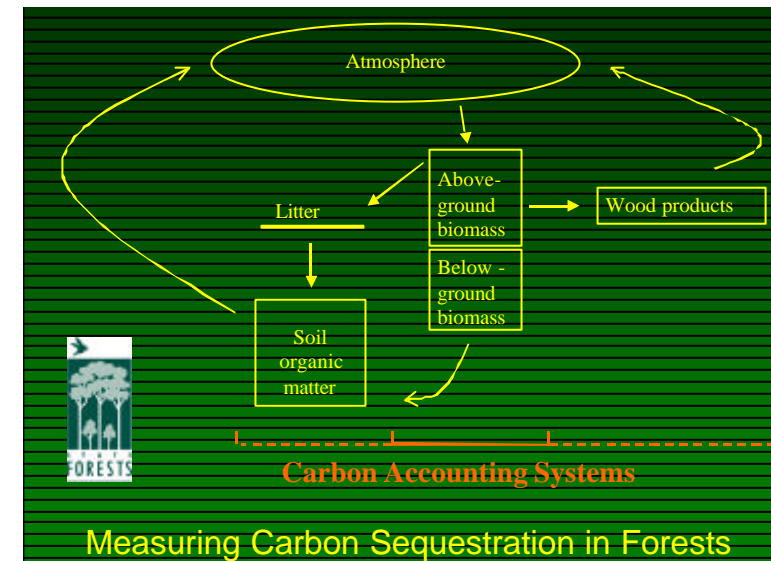 Atmosphere
Above-
ground
biomass
Litter
Wood products
Below -
ground
biomass
Soil
organic
matter
FORESTS
Carbon Accounting Systems
Measuring Carbon Sequestration in Forests